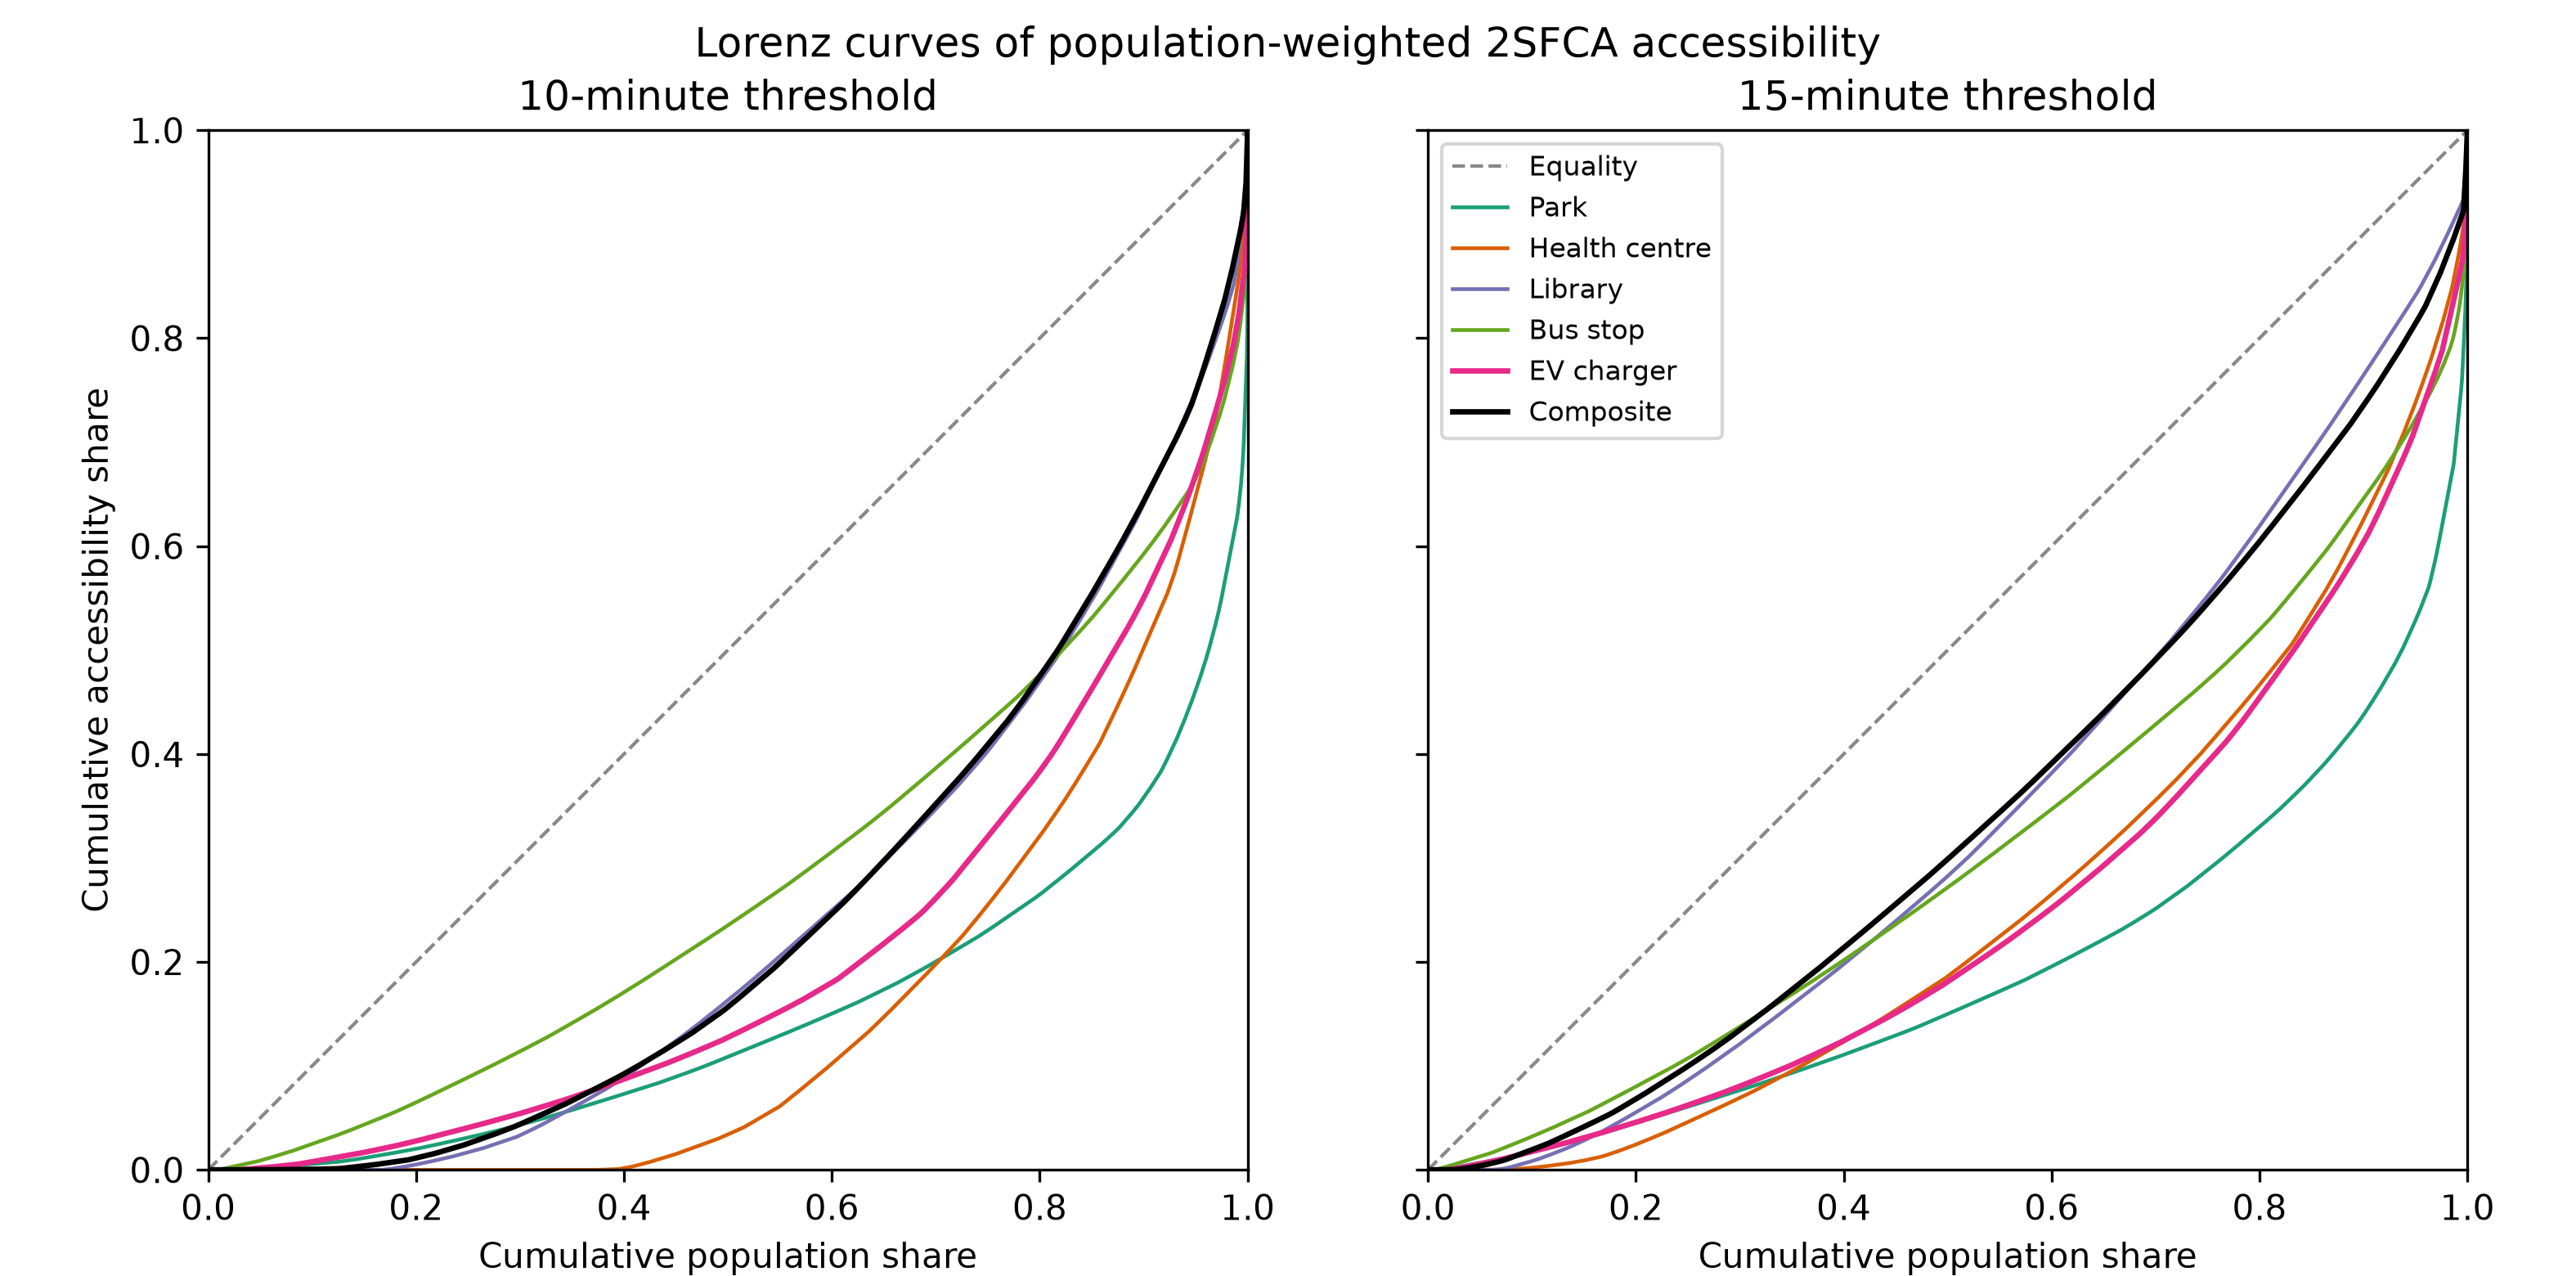 Lorenz curves of population-weighted 2SFCA accessibility
10-minute threshold
1.0
0.8
0.6
0.4
0.2
0.0
Cumulative accessibility share
0.0 0.2 0.4 0.6 0.8 1.0
Cumulative population share
15-minute threshold
Equality
Park
Health centre
Library
Bus stop
EV charger
Composite
0.0 0.2 0.4 0.6 0.8 1.0
Cumulative population share